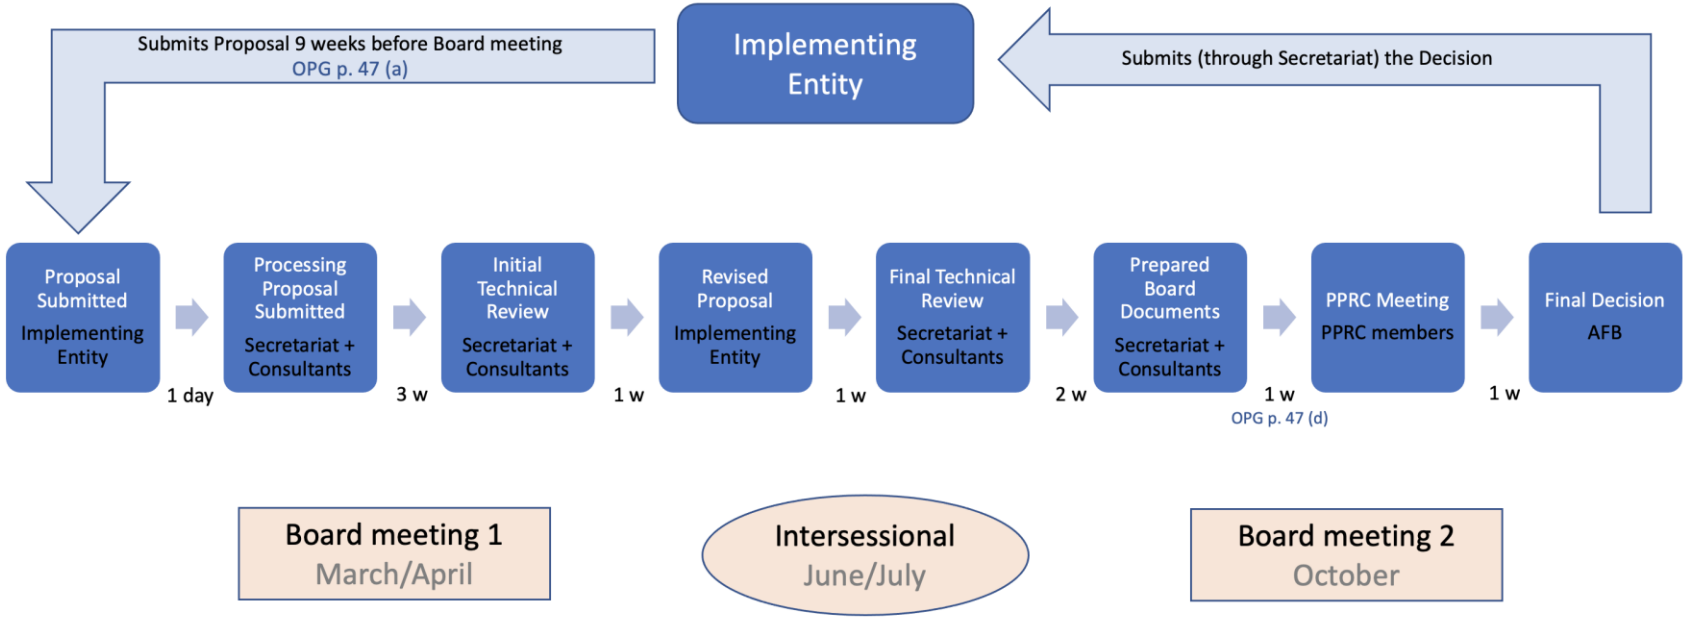 Submits Proposal 9 weeks before Board meeting
OPG p. 47 (a)
Implementing
Entity
Submits (through Secretariat) the Decision
Proposal
Submitted
Implementing
Entity
1 day
Processing
Proposal
Submitted
Secretariat +
Consultants
3 w
Initial
Technical
Review
Secretariat +
Consultants
1 w
Revised
Proposal
Implementing
Entity
1 w
Final Technical
Review
Secretariat +
Consultants
2 w
Prepared
Board
Documents
Secretariat +
Consultants
1 w
OPG p. 47 (d)
PPRC Meeting
PPRC members
1 w
Final Decision
AFB
Board meeting 1
March/April
Intersessional
June/July
Board meeting 2
October